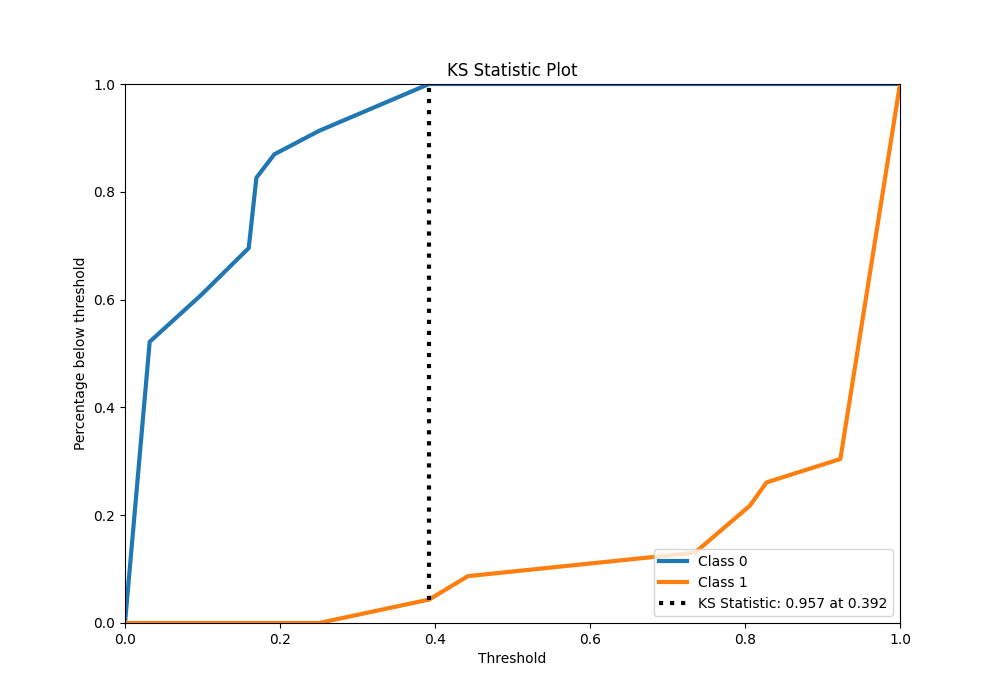 KS Statistic Plot
1.0
0.8
0.6
0.4
0.2
0.0
Percentage below threshold
0.0 0.2 0.4 0.6 0.8 1.0
Threshold
Class 0
Class 1
KS Statistic: 0.957 at 0.392